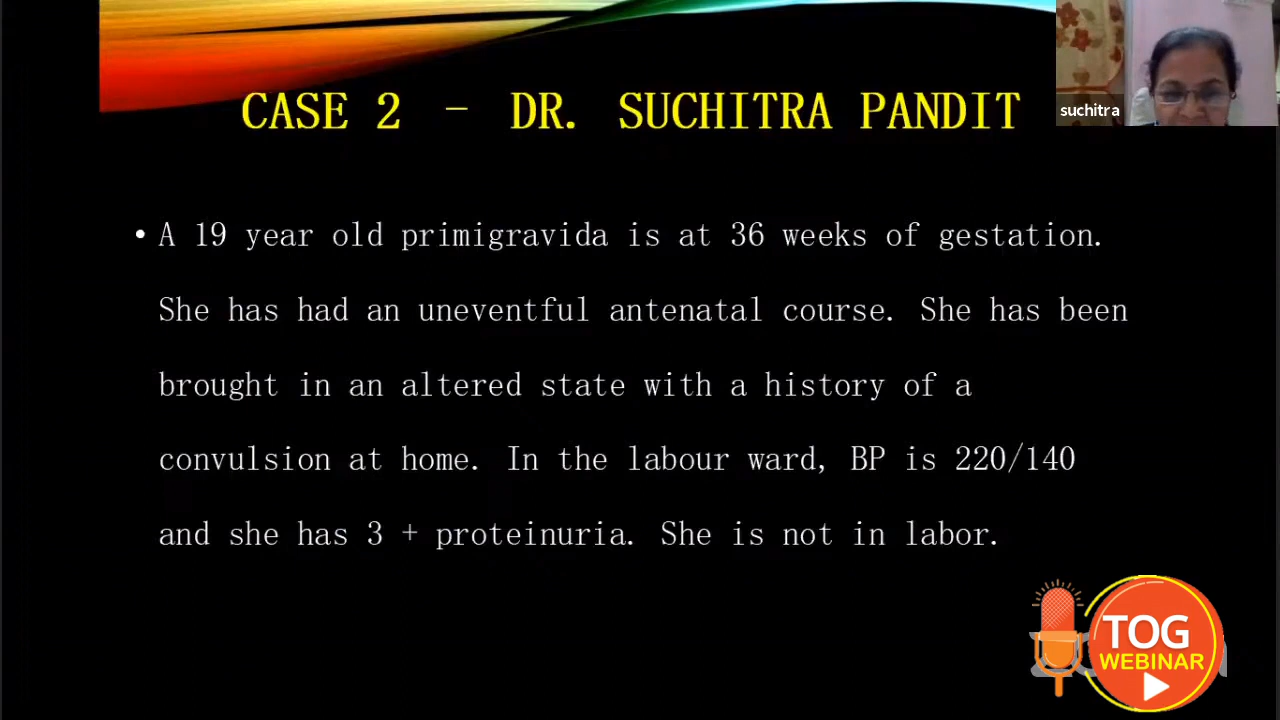 CASE 2 - DR. SUCHITRA PANDIT
suchitra
• A 19 year old primigravida is at 36 weeks of gestation.
She has had an uneventful antenatal course. She has been
brought in an altered state with a history of a
convulsion at home. In the labour ward, BP is 220/140
and she has 3 + proteinuria. She is not in labor.
TOG
WEBINAR